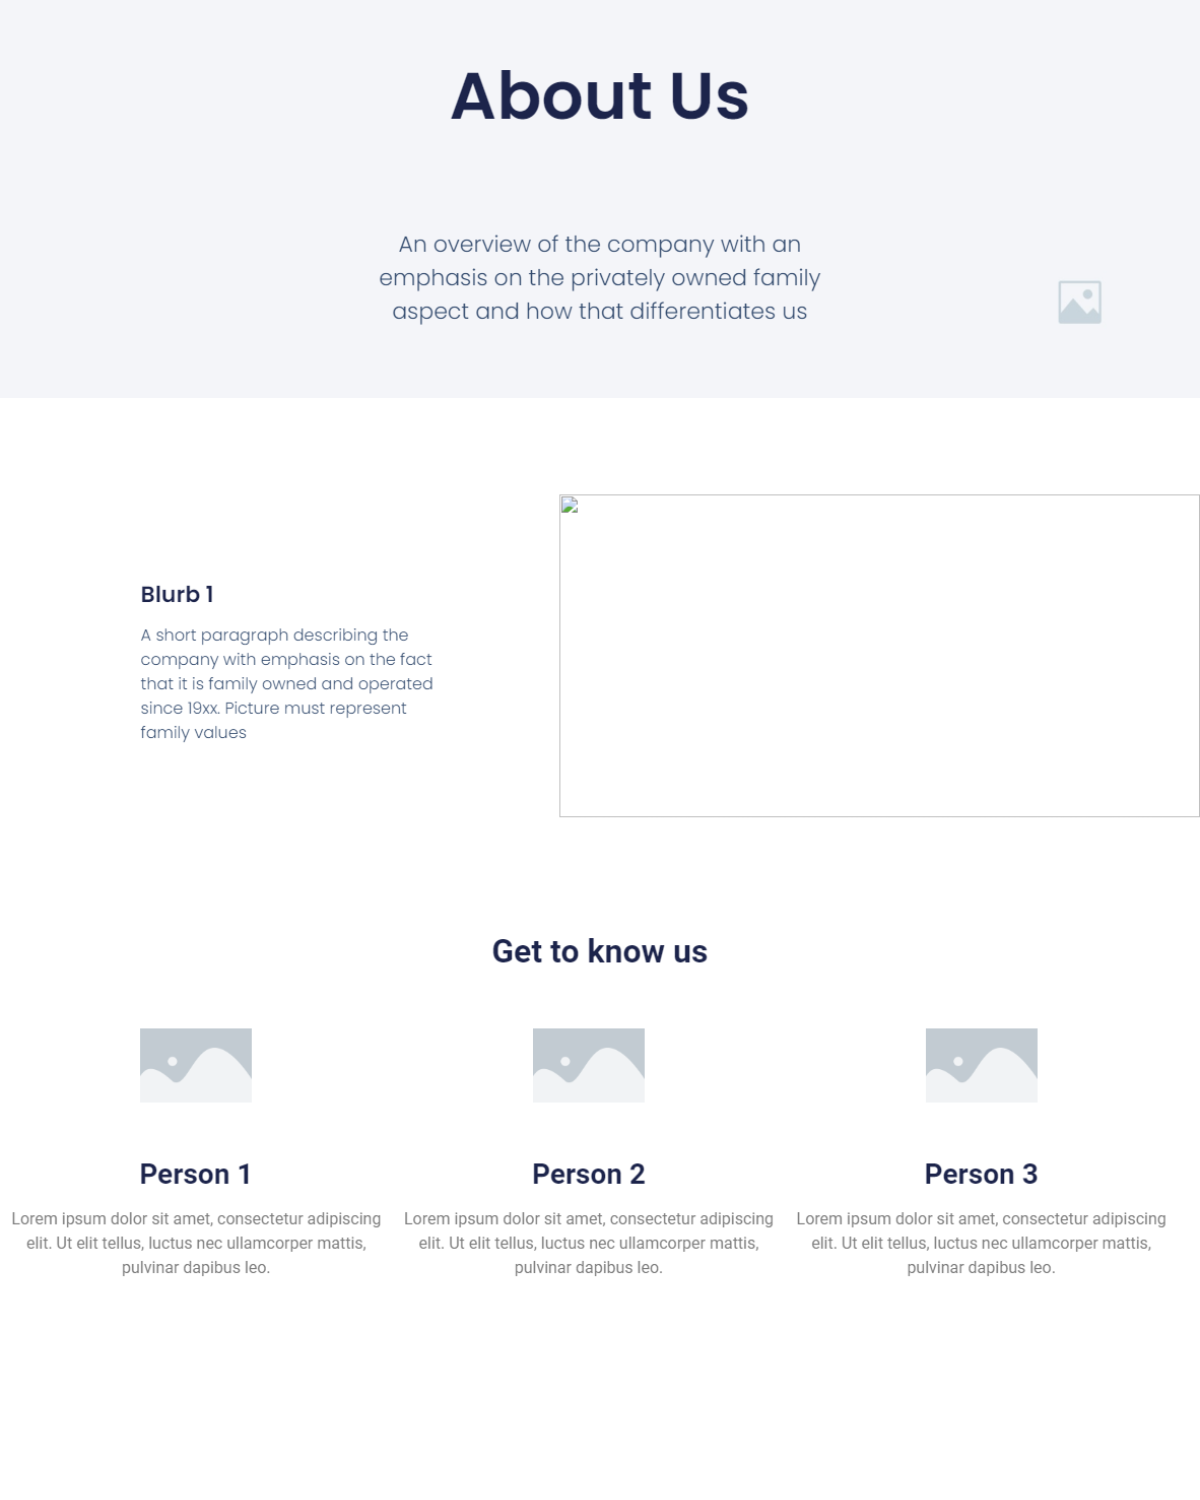 About Us
An overview of the company with an
emphasis on the privately owned family
aspect and how that differentiates us
Blurb 1
A short paragraph describing the
company with emphasis on the fact
that it is family owned and operated
since 19xx. Picture must represent
family values
Get to know us
Person 1
Lorem ipsum dolor sit amet, consectetur adipiscing
elit. Ut elit tellus, luctus nec ullamcorper mattis,
pulvinar dapibus leo.
Person 2
Lorem ipsum dolor sit amet, consectetur adipiscing
elit. Ut elit tellus, luctus nec ullamcorper mattis,
pulvinar dapibus leo.
Person 3
Lorem ipsum dolor sit amet, consectetur adipiscing
elit. Ut elit tellus, luctus nec ullamcorper mattis,
pulvinar dapibus leo.